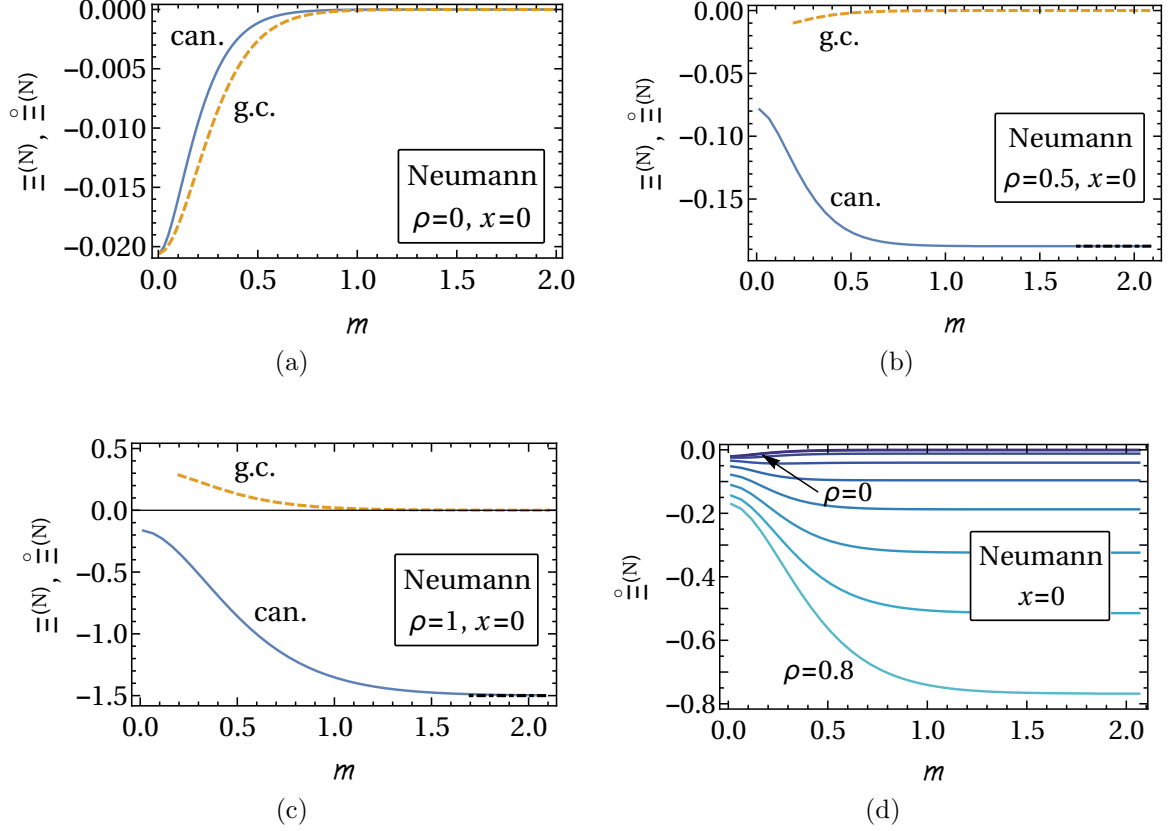 0.000
−0.005
−0.010
−0.015
−0.020
0.0 0.5 1.0 1.5 2.0
Ξ(N), Ξ̊(N)
can.
g.c.
Neumann
ρ=0, x=0
m
(a)
0.00
−0.05
−0.10
−0.15
0.0 0.5 1.0 1.5 2.0
Ξ(N), Ξ̊(N)
g.c.
can.
Neumann
ρ=0.5, x=0
m
(b)
0.5
0.0
−0.5
−1.0
−1.5
0.0 0.5 1.0 1.5 2.0
Ξ(N), Ξ̊(N)
g.c.
can.
Neumann
ρ=1, x=0
m
(c)
0.0
−0.2
−0.4
−0.6
−0.8
0.0 0.5 1.0 1.5 2.0
Ξ̊(N)
ρ=0
Neumann
x=0
ρ=0.8
m
(d)